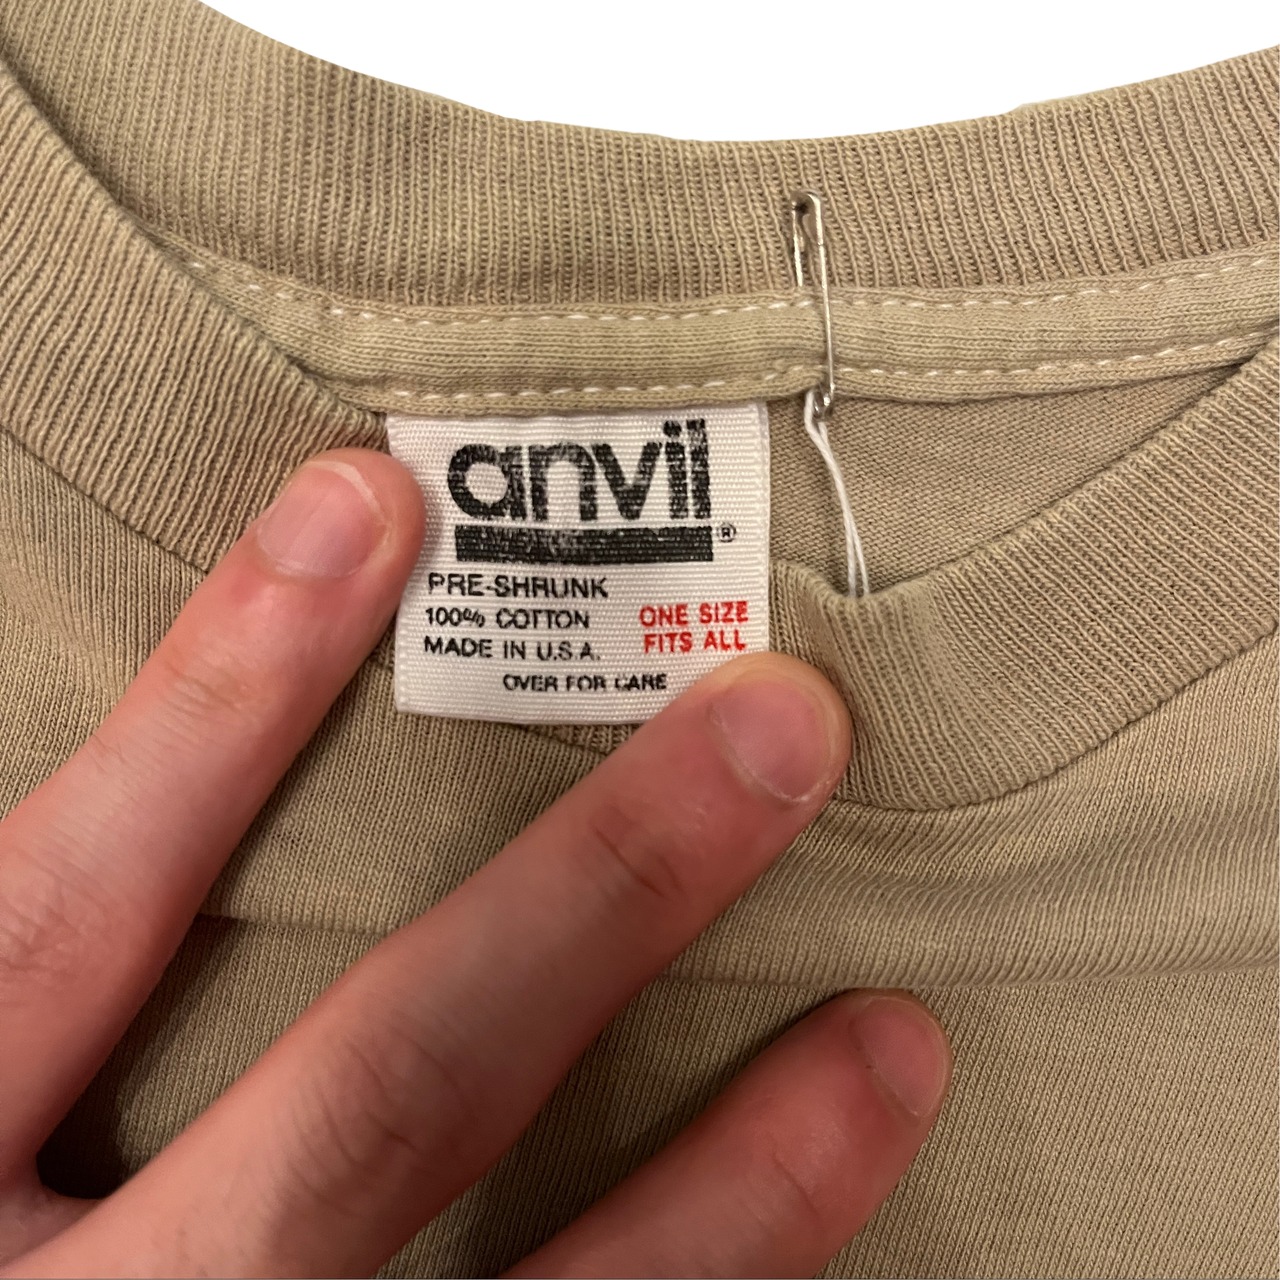 anvil®
PRE-SHRUNK
100% COTTON
MADE IN U.S.A.
ONE SIZE
FITS ALL
OVER FOR CARE